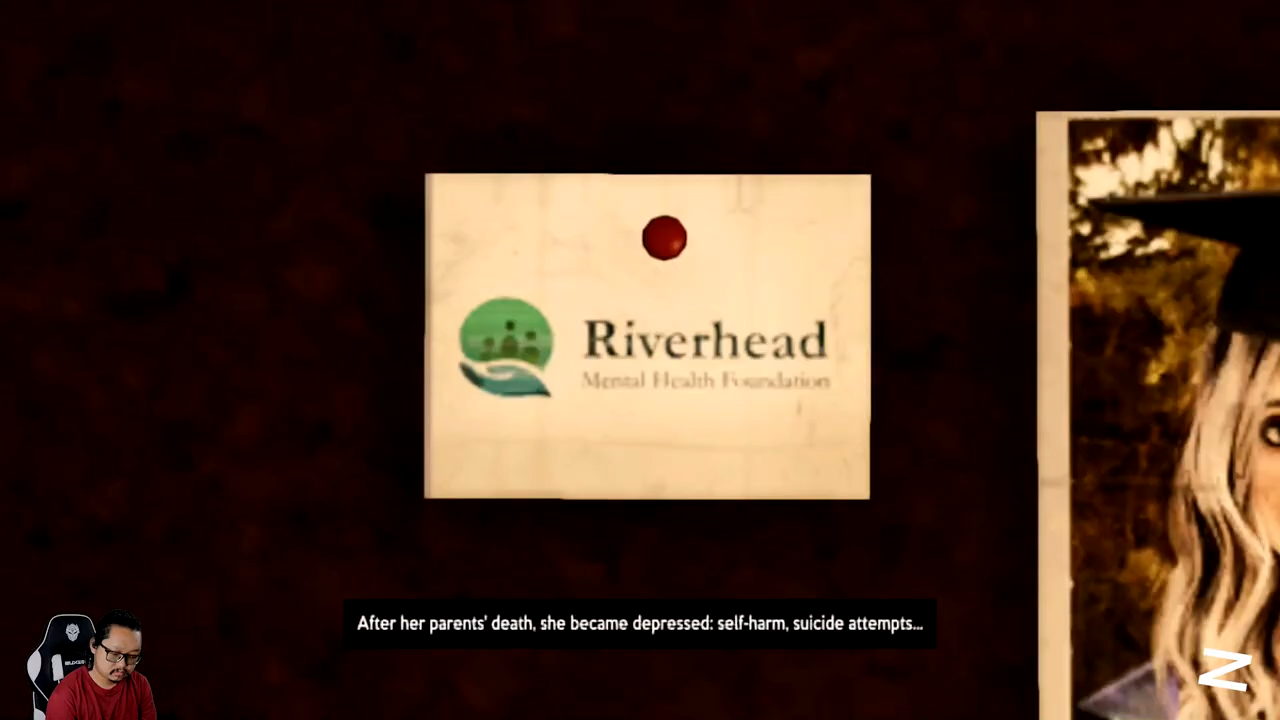 Riverhead
Mental Health Foundation
After her parents' death, she became depressed: self-harm, suicide attempts...